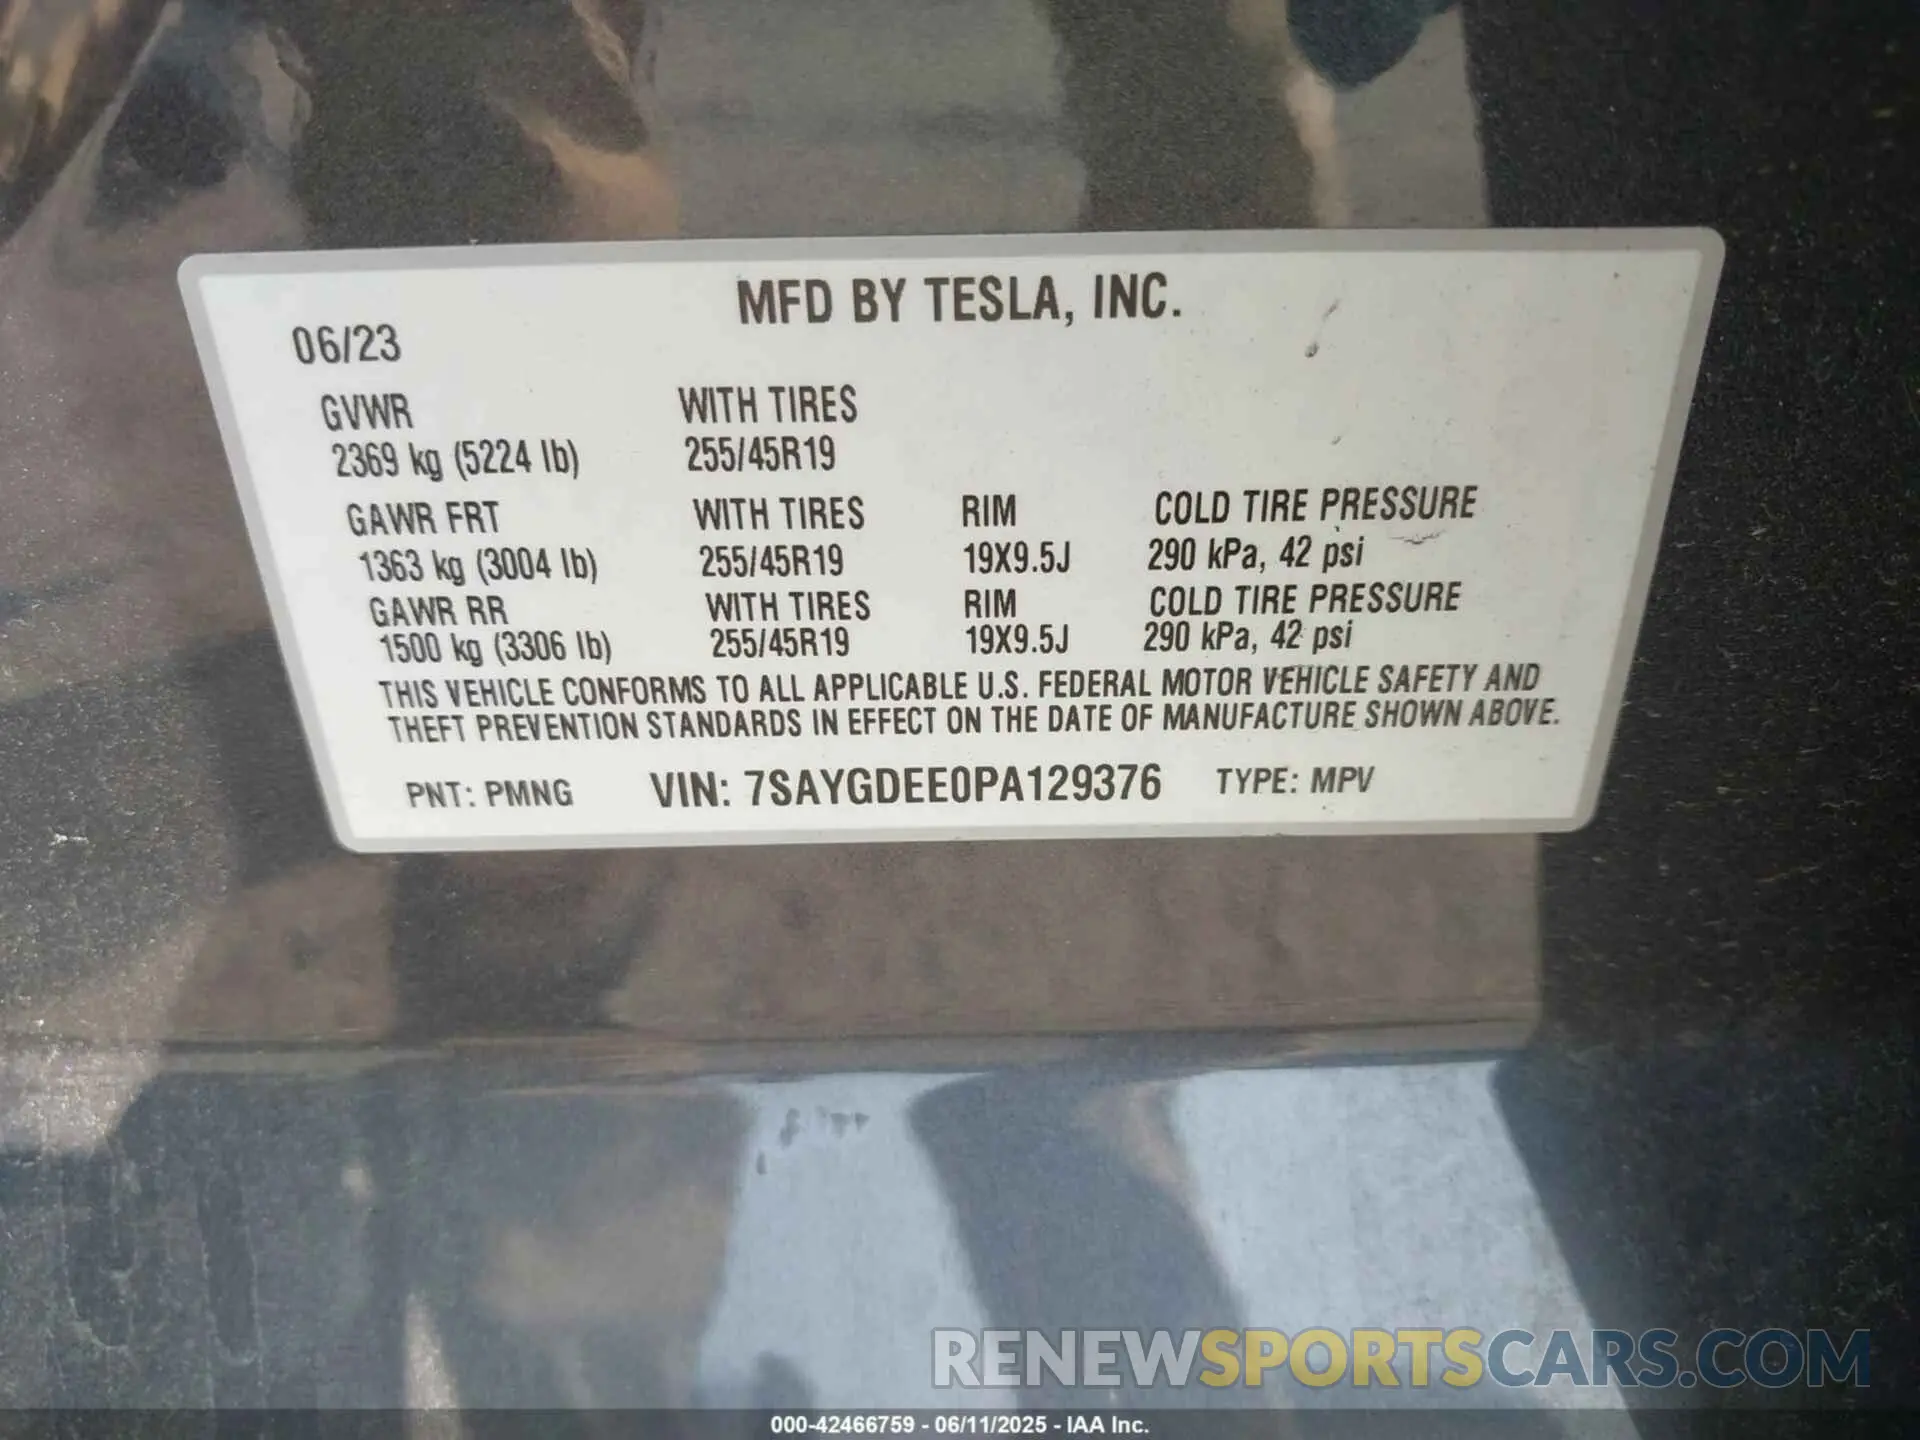 MFD BY TESLA, INC.
06/23
GVWR WITH TIRES
2369 kg (5224 lb) 255/45R19
GAWR FRT WITH TIRES RIM COLD TIRE PRESSURE
1363 kg (3004 lb) 255/45R19 19X9.5J 290 kPa, 42 psi
GAWR RR WITH TIRES RIM COLD TIRE PRESSURE
1500 kg (3306 lb) 255/45R19 19X9.5J 290 kPa, 42 psi
THIS VEHICLE CONFORMS TO ALL APPLICABLE U.S. FEDERAL MOTOR VEHICLE SAFETY AND
THEFT PREVENTION STANDARDS IN EFFECT ON THE DATE OF MANUFACTURE SHOWN ABOVE.
PNT: PMNG VIN: 7SAYGDEE0PA129376 TYPE: MPV
RENEWSPORTSCARS.COM
000-42466759 - 06/11/2025 - IAA Inc.